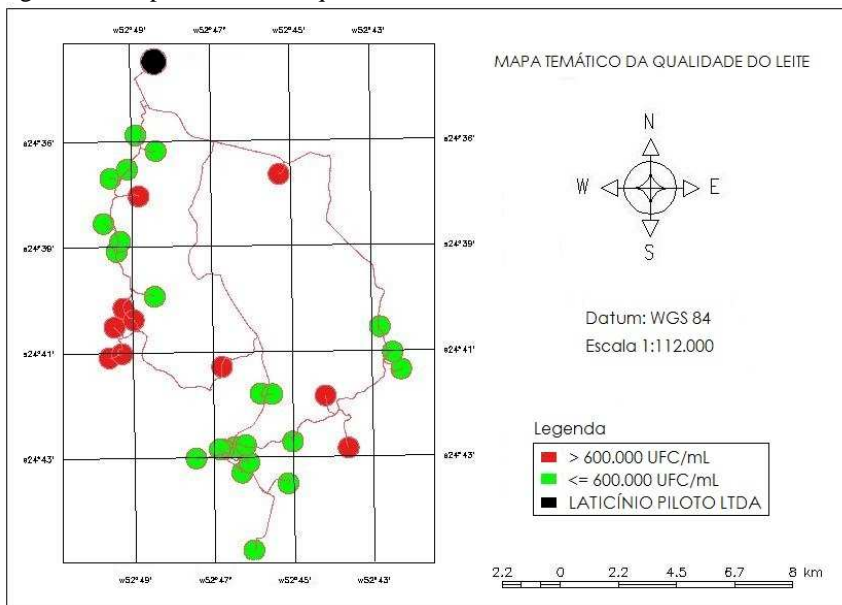 w52°49' w52°47' w52°45' w52°43'
MAPA TEMÁTICO DA QUALIDADE DO LEITE
N
W E
S
s24°36' s24°36'
s24°39' s24°39'
s24°41' s24°41'
s24°43' s24°43'
Datum: WGS 84
Escala 1:112.000
Legenda
> 600.000 UFC/mL
<= 600.000 UFC/mL
LATICÍNIO PILOTO LTDA
w52°49' w52°47' w52°45' w52°43'
2.2 0 2.2 4.5 6.7 8 km